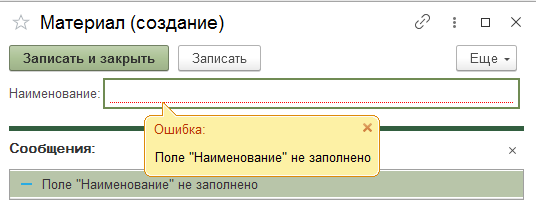 Материал (создание)
Записать и закрыть
Записать
Еще
Наименование:
Ошибка:
Поле "Наименование" не заполнено
Сообщения:
Поле "Наименование" не заполнено